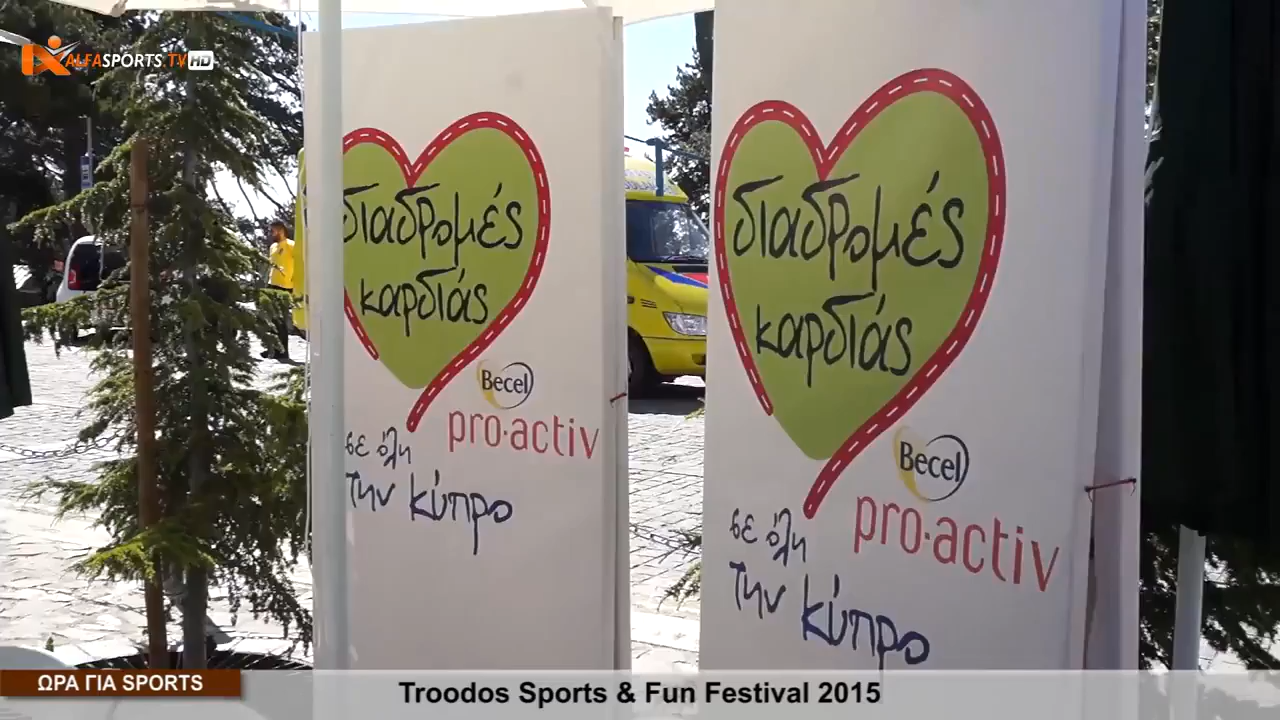 ALFASPORTS.TV HD
διαδρομές
καρδιάς
Becel
pro·activ
σε όλη
την κύπρο
διαδρομές
καρδιάς
Becel
pro·activ
σε όλη
την κύπρο
ΩΡΑ ΓΙΑ SPORTS
Troodos Sports & Fun Festival 2015